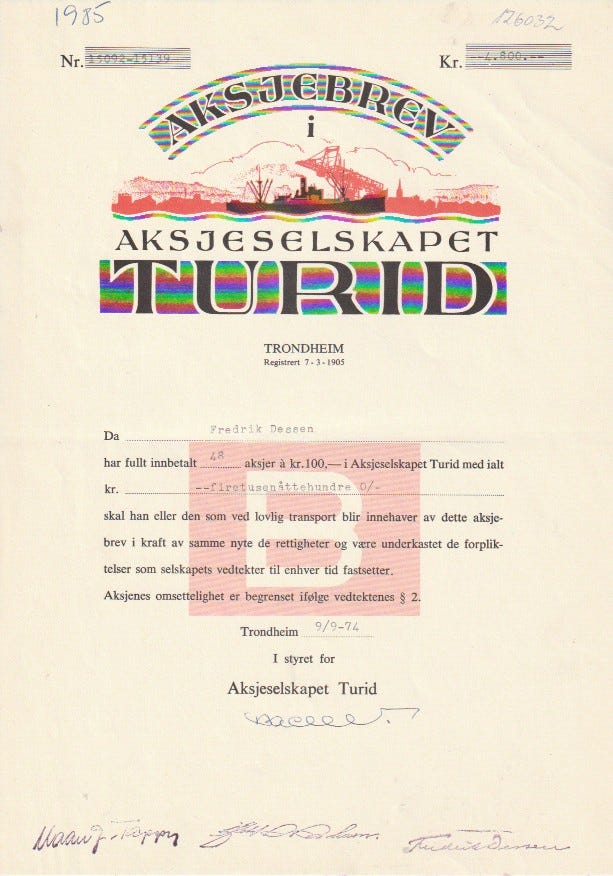 1985
126032
Nr. 15092-15139
Kr. --4.800.--
AKSJEBREV
i
AKSJESELSKAPET
TURID
TRONDHEIM
Registrert 7-3-1905
Da Fredrik Dessen
har fullt innbetalt 48 aksjer à kr.100,— i Aksjeselskapet Turid med ialt
kr. --firetusenåttehundre 0/-
B
skal han eller den som ved lovlig transport blir innehaver av dette aksje-
brev i kraft av samme nyte de rettigheter og være underkastet de forplik-
telser som selskapets vedtekter til enhver tid fastsetter.
Aksjenes omsettelighet er begrenset ifølge vedtektenes § 2.
Trondheim 9/9-74
I styret for
Aksjeselskapet Turid
Fredrik Dessen